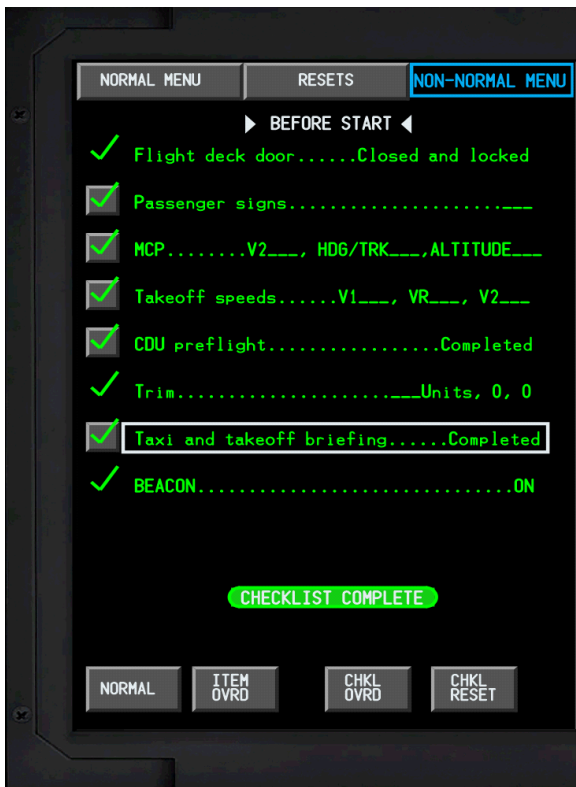 NORMAL MENU RESETS NON-NORMAL MENU
▶ BEFORE START ◀
Flight deck door......Closed and locked
Passenger signs......................___
MCP........V2___, HDG/TRK___,ALTITUDE___
Takeoff speeds......V1___, VR___, V2___
CDU preflight.................Completed
Trim.....................___Units, 0, 0
Taxi and takeoff briefing......Completed
BEACON...............................ON
CHECKLIST COMPLETE
NORMAL ITEM OVRD CHKL OVRD CHKL RESET